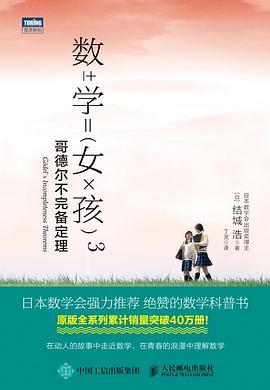 TURING
图灵新知
数±学=(女×孩)3
哥德尔不完备定理
Gödel's Incompleteness Theorems
日本数学会出版奖得主
[日]结城浩 著
丁灵 译
日本数学会强力推荐 绝赞的数学科普书
原版全系列累计销量突破40万册!
在动人的故事中走近数学,在青春的浪漫中理解数学
中国工信出版集团
人民邮电出版社